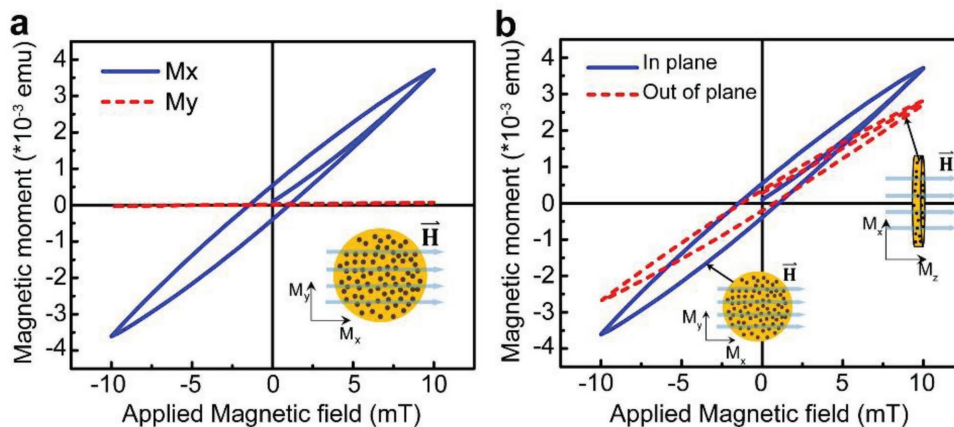 a
Magnetic moment (*10⁻³ emu)
4
3
2
1
0
-1
-2
-3
-4
Mx
My
H
My
Mx
-10
-5
0
5
10
Applied Magnetic field (mT)
b
Magnetic moment (*10⁻³ emu)
4
3
2
1
0
-1
-2
-3
-4
In plane
Out of plane
H
Mx
Mz
H
My
Mx
-10
-5
0
5
10
Applied Magnetic field (mT)